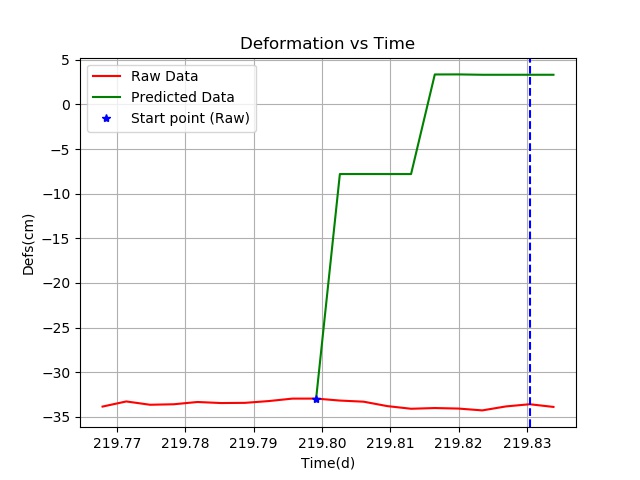 Deformation vs Time
Raw Data
Predicted Data
Start point (Raw)
5
0
−5
−10
−15
−20
−25
−30
−35
Defs(cm)
219.77 219.78 219.79 219.80 219.81 219.82 219.83
Time(d)